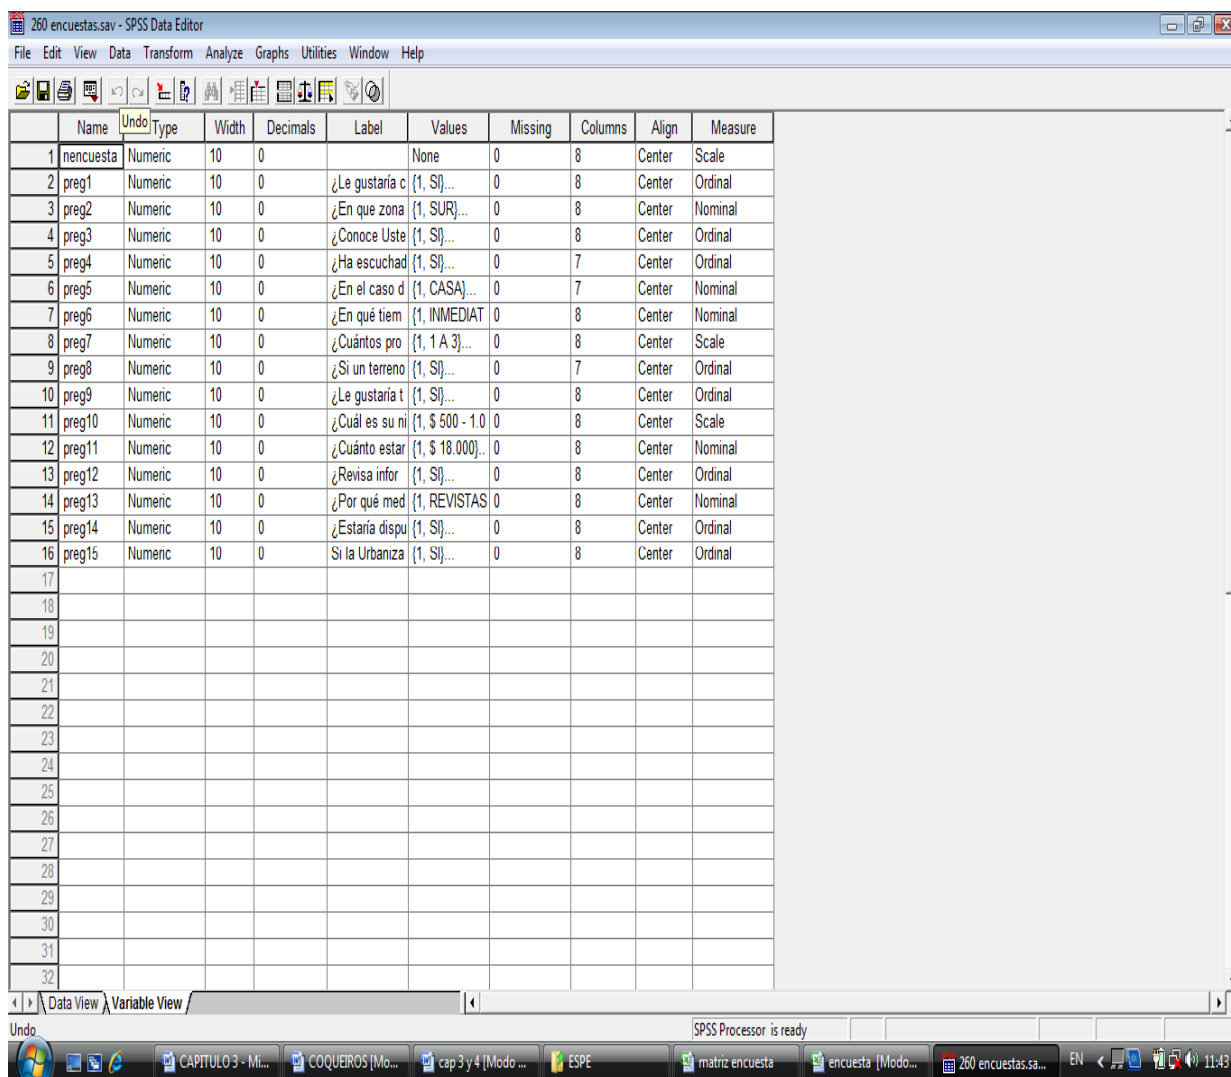 260 encuestas.sav - SPSS Data Editor
File Edit View Data Transform Analyze Graphs Utilities Window Help
Name Undo Type Width Decimals Label Values Missing Columns Align Measure
1 nencuesta Numeric 10 0 None 0 8 Center Scale
2 preg1 Numeric 10 0 ¿Le gustaría c {1, SI}... 0 8 Center Ordinal
3 preg2 Numeric 10 0 ¿En que zona {1, SUR}... 0 8 Center Nominal
4 preg3 Numeric 10 0 ¿Conoce Uste {1, SI}... 0 8 Center Ordinal
5 preg4 Numeric 10 0 ¿Ha escuchad {1, SI}... 0 7 Center Ordinal
6 preg5 Numeric 10 0 ¿En el caso d {1, CASA}... 0 7 Center Nominal
7 preg6 Numeric 10 0 ¿En qué tiem {1, INMEDIAT 0 8 Center Nominal
8 preg7 Numeric 10 0 ¿Cuántos pro {1, 1 A 3}... 0 8 Center Scale
9 preg8 Numeric 10 0 ¿Si un terreno {1, SI}... 0 7 Center Ordinal
10 preg9 Numeric 10 0 ¿Le gustaría t {1, SI}... 0 8 Center Ordinal
11 preg10 Numeric 10 0 ¿Cuál es su ni {1, $ 500 - 1.0 0 8 Center Scale
12 preg11 Numeric 10 0 ¿Cuánto estar {1, $ 18.000}.. 0 8 Center Nominal
13 preg12 Numeric 10 0 ¿Revisa infor {1, SI}... 0 8 Center Ordinal
14 preg13 Numeric 10 0 ¿Por qué med {1, REVISTAS 0 8 Center Nominal
15 preg14 Numeric 10 0 ¿Estaría dispu {1, SI}... 0 8 Center Ordinal
16 preg15 Numeric 10 0 Si la Urbaniza {1, SI}... 0 8 Center Ordinal
17
18
19
20
21
22
23
24
25
26
27
28
29
30
31
32
Data View Variable View
Undo SPSS Processor is ready
CAPITULO 3 - Mi... COQUEIROS [Mo... cap 3 y 4 [Modo ... ESPE matriz encuesta encuesta [Modo... 260 encuestas.sa... EN 11:43